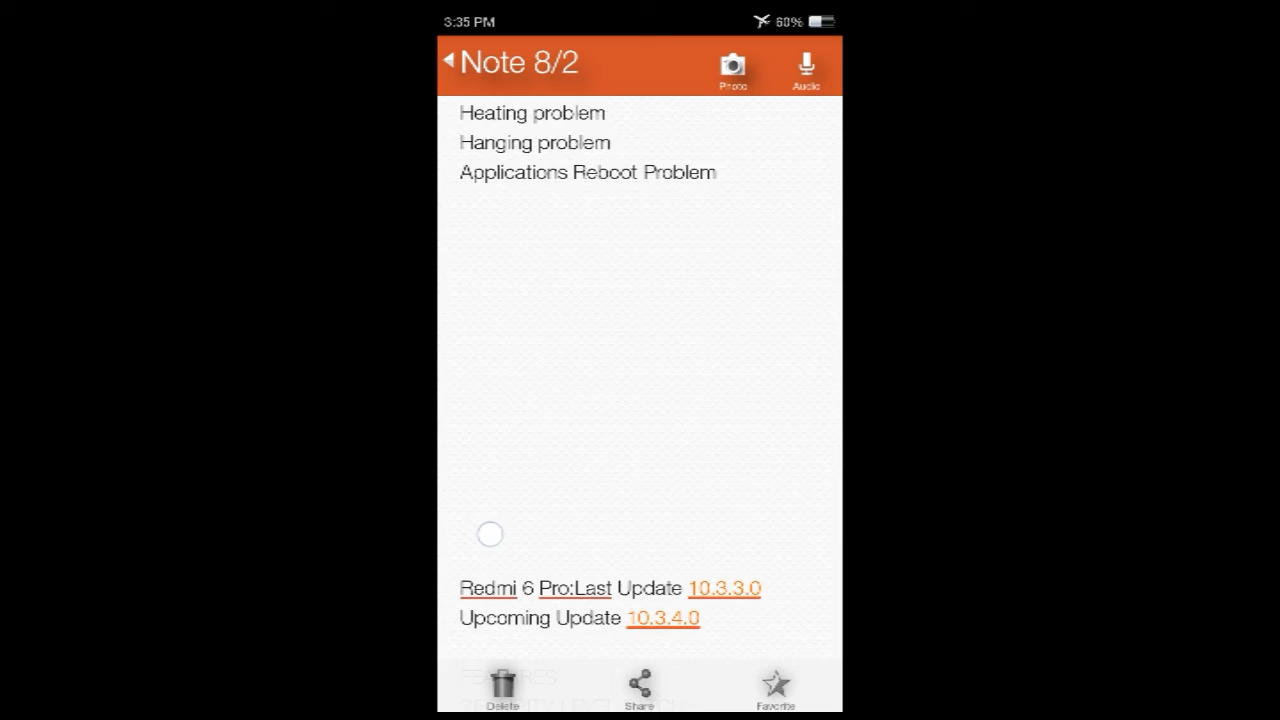 3:35 PM
60%
Note 8/2
Photo
Audio
Heating problem
Hanging problem
Applications Reboot Problem
Redmi 6 Pro:Last Update 10.3.3.0
Upcoming Update 10.3.4.0
FEATURES
Delete
Share
Favorite